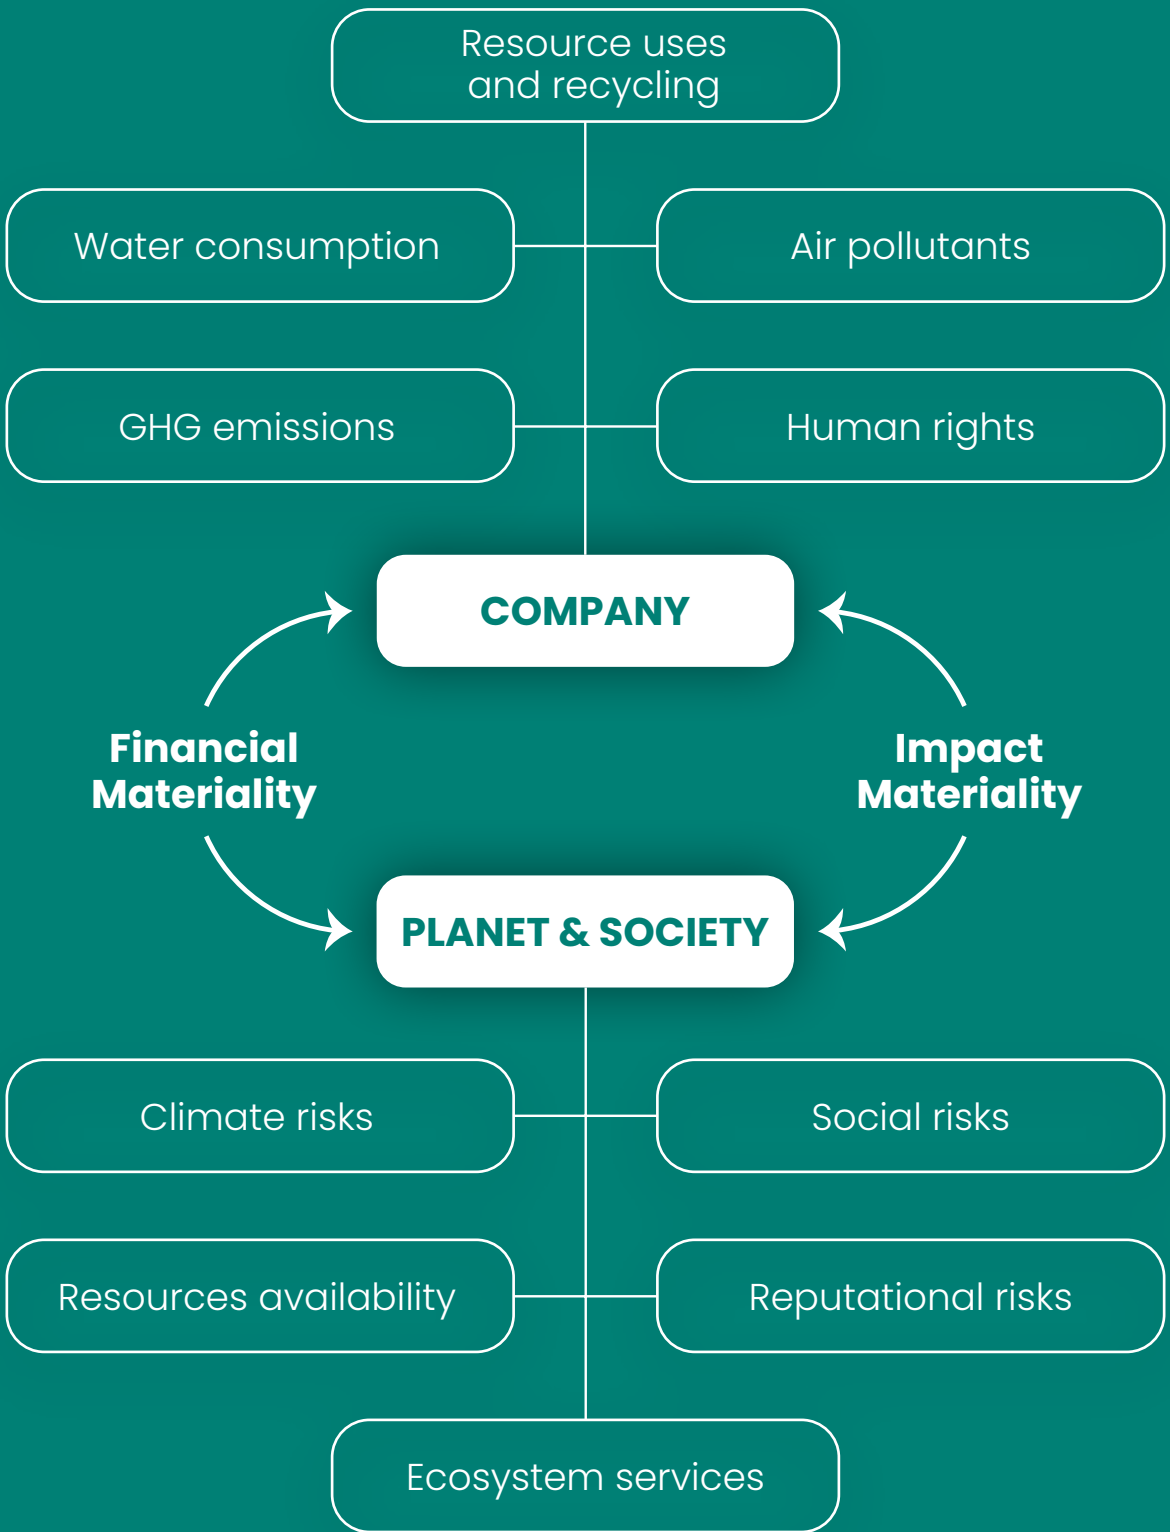 Resource uses
and recycling
Water consumption
Air pollutants
GHG emissions
Human rights
COMPANY
Financial
Materiality
Impact
Materiality
PLANET & SOCIETY
Climate risks
Social risks
Resources availability
Reputational risks
Ecosystem services